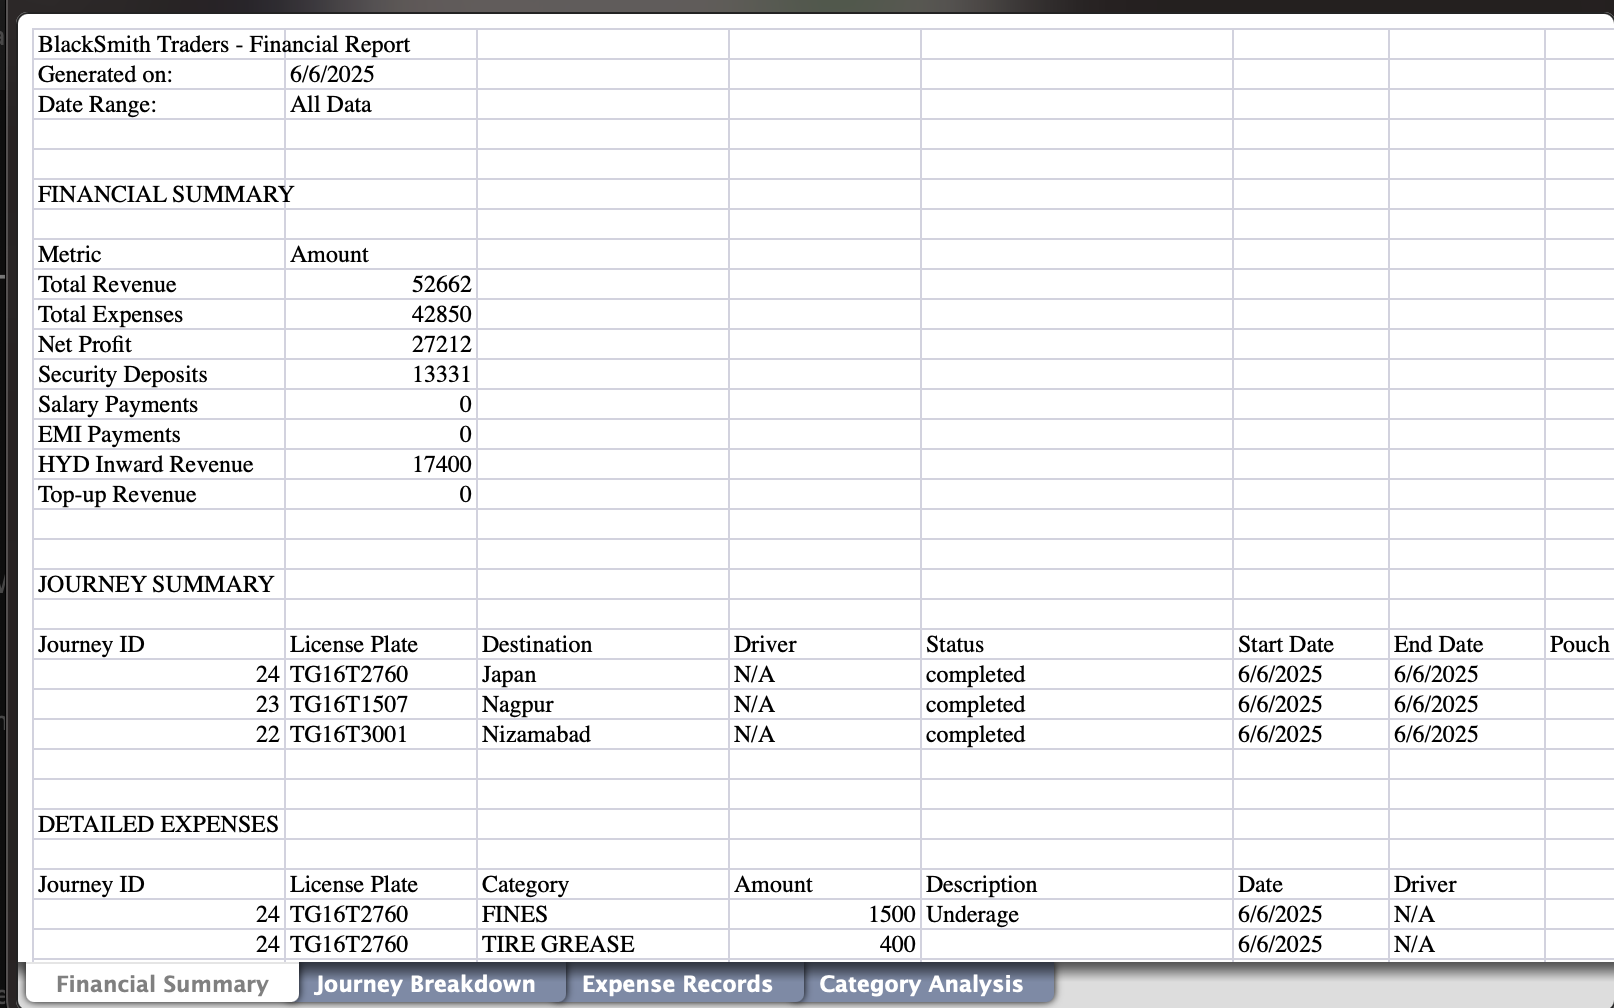 BlackSmith Traders - Financial Report
Generated on: 6/6/2025
Date Range: All Data
FINANCIAL SUMMARY
Metric Amount
Total Revenue 52662
Total Expenses 42850
Net Profit 27212
Security Deposits 13331
Salary Payments 0
EMI Payments 0
HYD Inward Revenue 17400
Top-up Revenue 0
JOURNEY SUMMARY
Journey ID License Plate Destination Driver Status Start Date End Date Pouch
24 TG16T2760 Japan N/A completed 6/6/2025 6/6/2025
23 TG16T1507 Nagpur N/A completed 6/6/2025 6/6/2025
22 TG16T3001 Nizamabad N/A completed 6/6/2025 6/6/2025
DETAILED EXPENSES
Journey ID License Plate Category Amount Description Date Driver
24 TG16T2760 FINES 1500 Underage 6/6/2025 N/A
24 TG16T2760 TIRE GREASE 400 6/6/2025 N/A
Financial Summary Journey Breakdown Expense Records Category Analysis